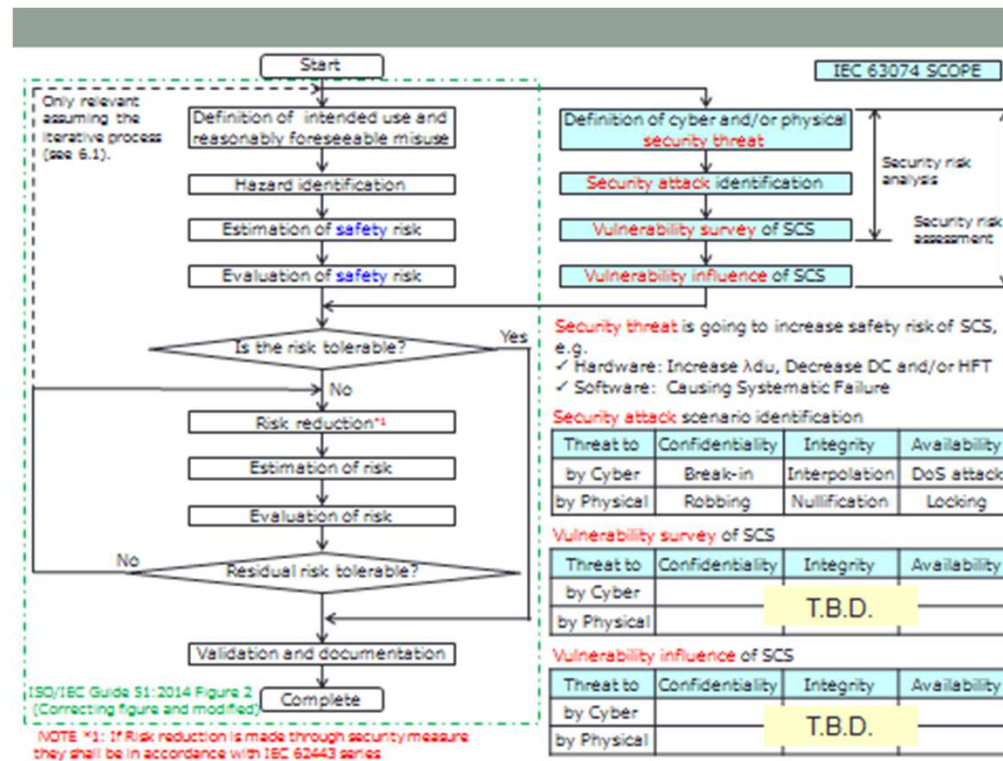 Start
IEC 63074 SCOPE
Only relevant
assuming the
iterative process
(see 6.1).
Definition of intended use and
reasonably foreseeable misuse
Hazard identification
Estimation of safety risk
Evaluation of safety risk
Definition of cyber and/or physical
security threat
Security attack identification
Vulnerability survey of SCS
Vulnerability influence of SCS
Security risk
analysis
Security risk
assessment
Is the risk tolerable?
Yes
No
Risk reduction*1
Estimation of risk
Evaluation of risk
Residual risk tolerable?
No
Validation and documentation
Complete
ISO/IEC Guide 51:2014 Figure 2
(Correcting figure and modified)
NOTE *1: If Risk reduction is made through security measure
they shall be in accordance with IEC 62443 series
Security threat is going to increase safety risk of SCS,
e.g.
✓ Hardware: Increase λdu, Decrease DC and/or HFT
✓ Software: Causing Systematic Failure
Security attack scenario identification
Threat to Confidentiality Integrity Availability
by Cyber Break-in Interpolation DoS attack
by Physical Robbing Nullification Locking
Vulnerability survey of SCS
Threat to Confidentiality Integrity Availability
by Cyber
by Physical
T.B.D.
Vulnerability influence of SCS
Threat to Confidentiality Integrity Availability
by Cyber
by Physical
T.B.D.